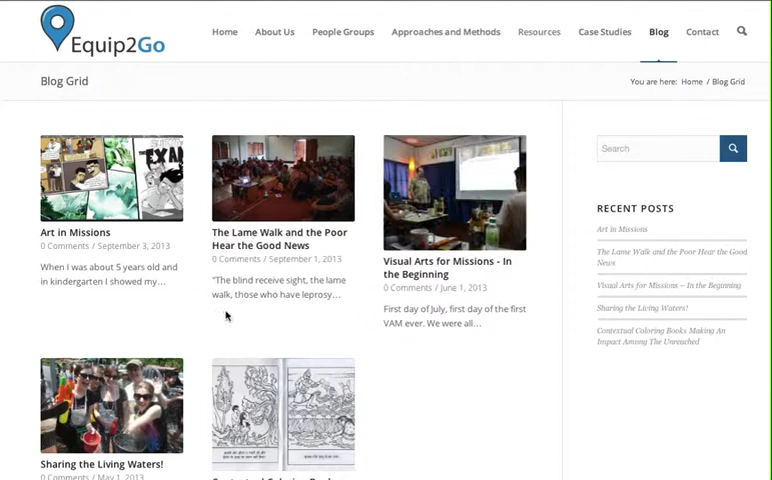 Equip2Go
Home
About Us
People Groups
Approaches and Methods
Resources
Case Studies
Blog
Contact
Blog Grid
You are here: Home / Blog Grid
Art in Missions
0 Comments / September 3, 2013
When I was about 5 years old and
in kindergarten I showed my…
The Lame Walk and the Poor
Hear the Good News
0 Comments / September 1, 2013
"The blind receive sight, the lame
walk, those who have leprosy…
Visual Arts for Missions - In
the Beginning
0 Comments / June 1, 2013
First day of July, first day of the first
VAM ever. We were all…
Sharing the Living Waters!
0 Comments / May 1, 2013
Search
RECENT POSTS
Art in Missions
The Lame Walk and the Poor Hear the Good
News
Visual Arts for Missions – In the Beginning
Sharing the Living Waters!
Contextual Coloring Books Making An
Impact Among The Unreached